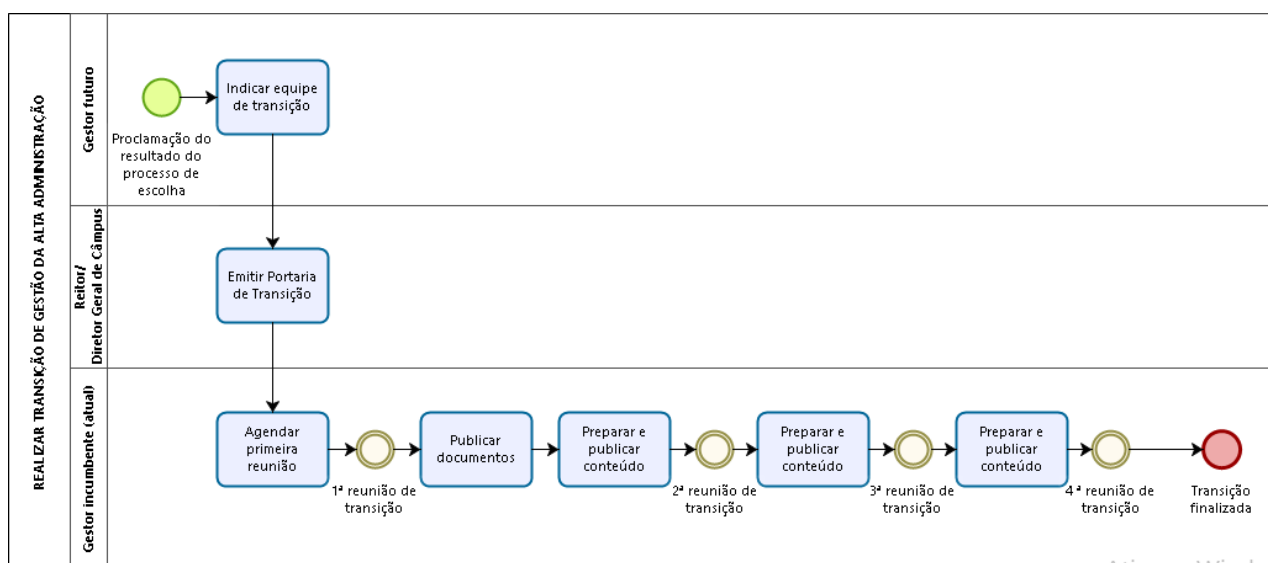 REALIZAR TRANSIÇÃO DE GESTÃO DA ALTA ADMINISTRAÇÃO
Gestor futuro
Proclamação do
resultado do
processo de
escolha
Indicar equipe
de transição
Reitor/
Diretor Geral de Câmpus
Emitir Portaria
de Transição
Gestor incumbente (atual)
Agendar
primeira
reunião
1ª reunião de
transição
Publicar
documentos
Preparar e
publicar
conteúdo
2ª reunião de
transição
Preparar e
publicar
conteúdo
3ª reunião de
transição
Preparar e
publicar
conteúdo
4 ª reunião de
transição
Transição
finalizada